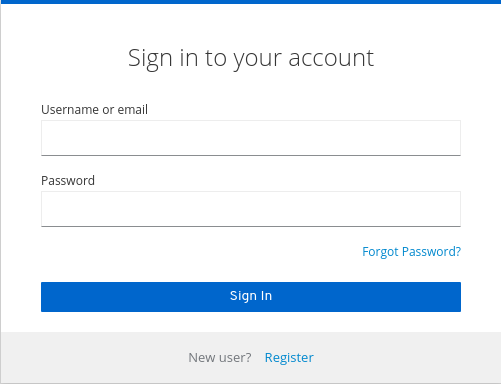 Sign in to your account
Username or email
Password
Forgot Password?
Sign In
New user? Register